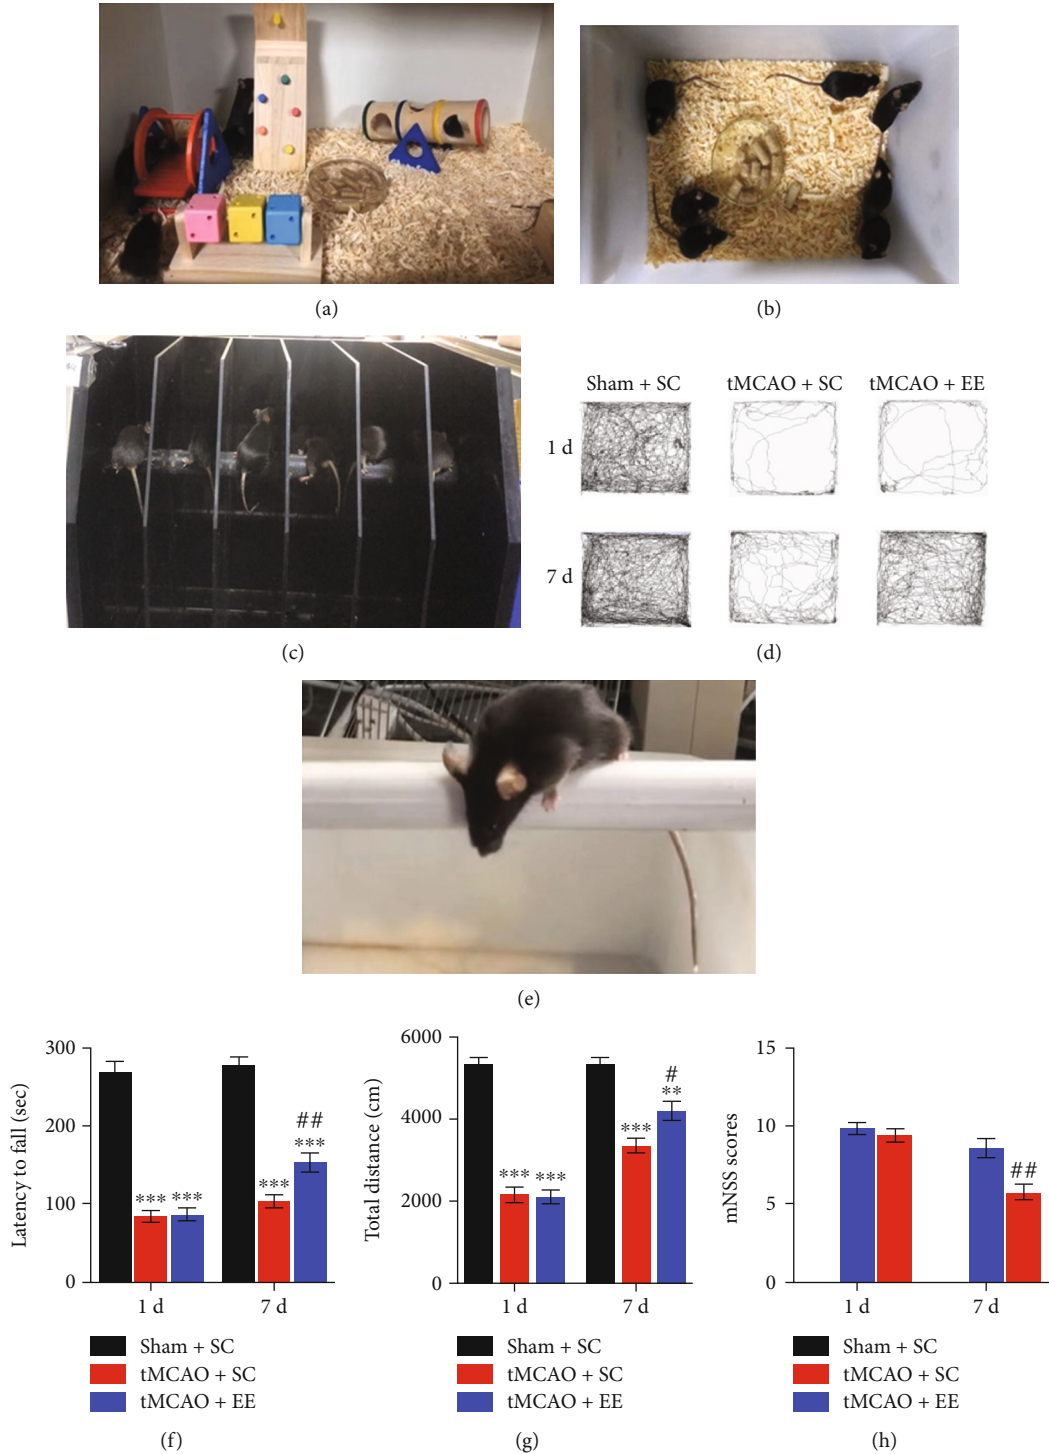 (a)
(b)
Sham + SC
tMCAO + SC
tMCAO + EE
1 d
7 d
(c)
(d)
(e)
300
200
100
0
Latency to fall (sec)
***
***
***
##
***
1 d
7 d
Sham + SC
tMCAO + SC
tMCAO + EE
(f)
6000
4000
2000
0
Total distance (cm)
***
***
***
#
**
1 d
7 d
Sham + SC
tMCAO + SC
tMCAO + EE
(g)
15
10
5
0
mNSS scores
##
1 d
7 d
Sham + SC
tMCAO + SC
tMCAO + EE
(h)